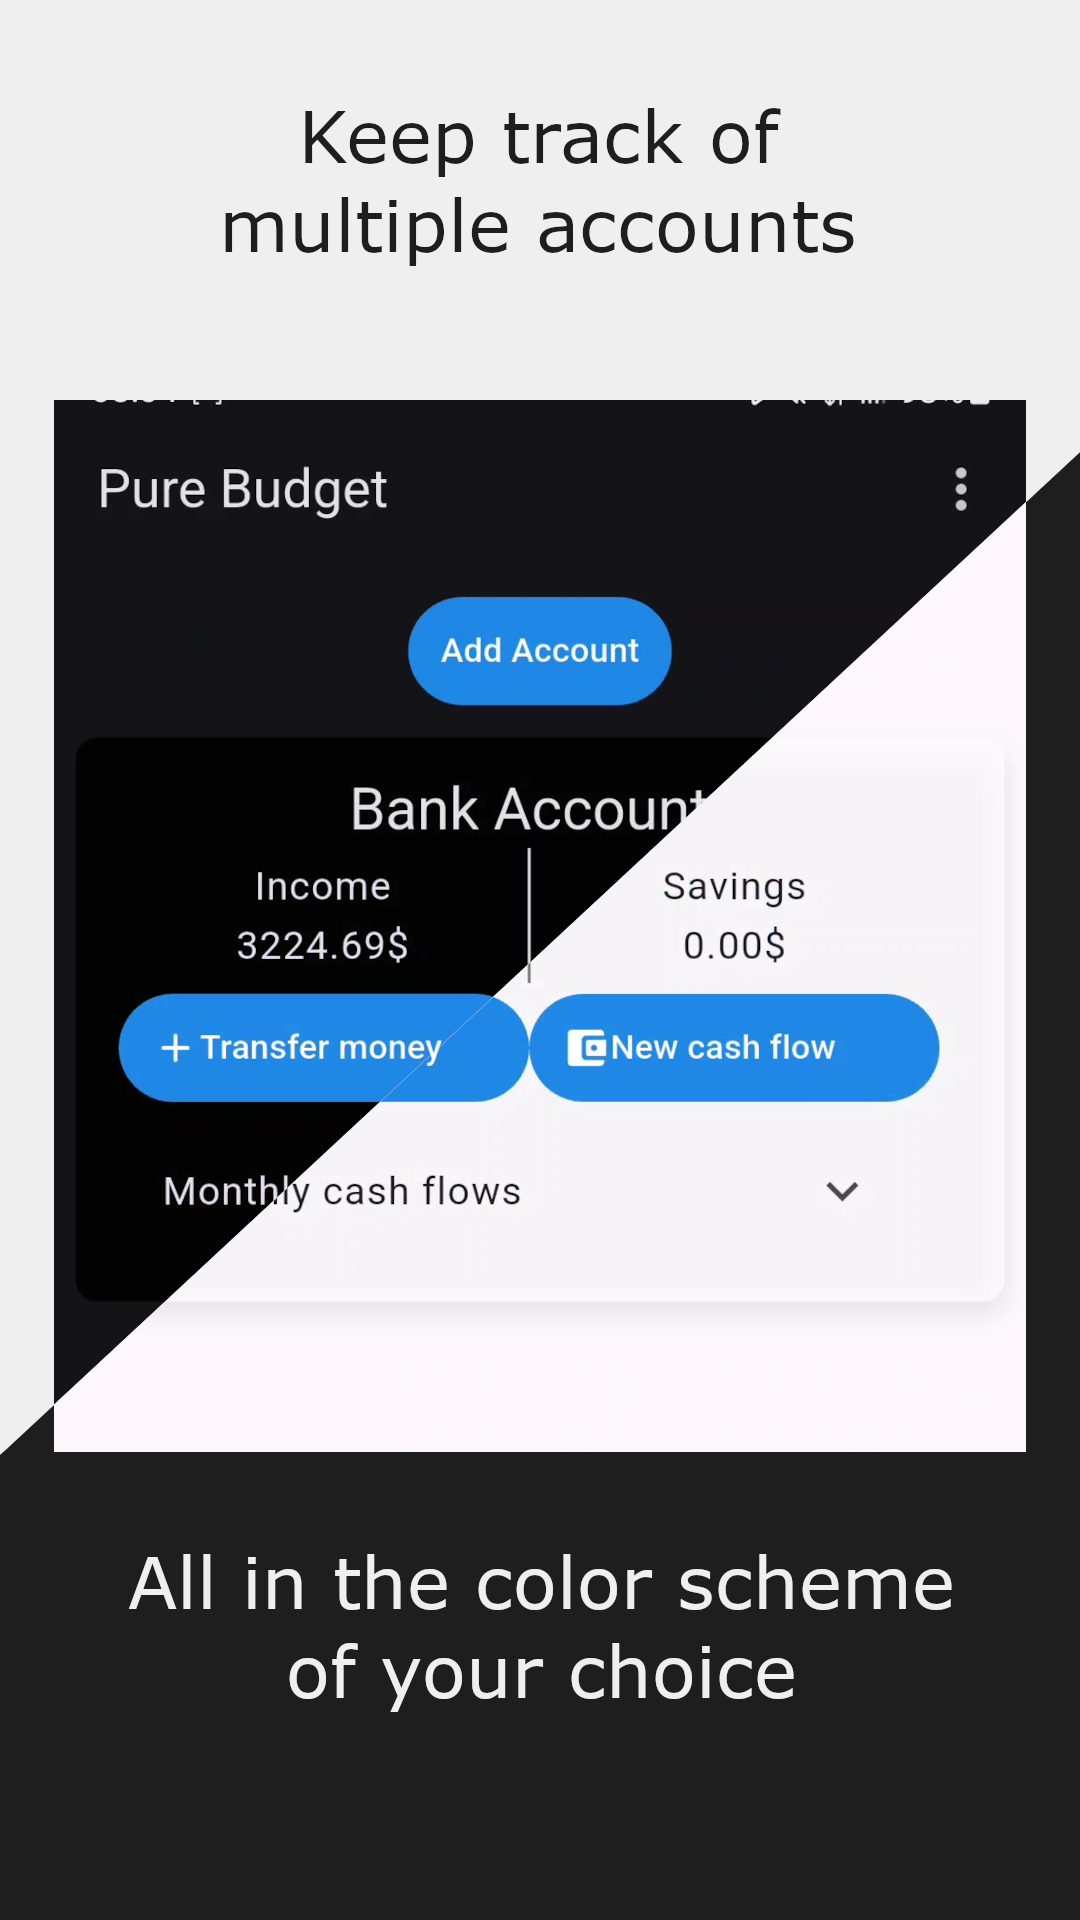 Keep track of
multiple accounts
Pure Budget
Add Account
Bank Account
Income
Savings
3224.69$
0.00$
Transfer money
New cash flow
Monthly cash flows
All in the color scheme
of your choice